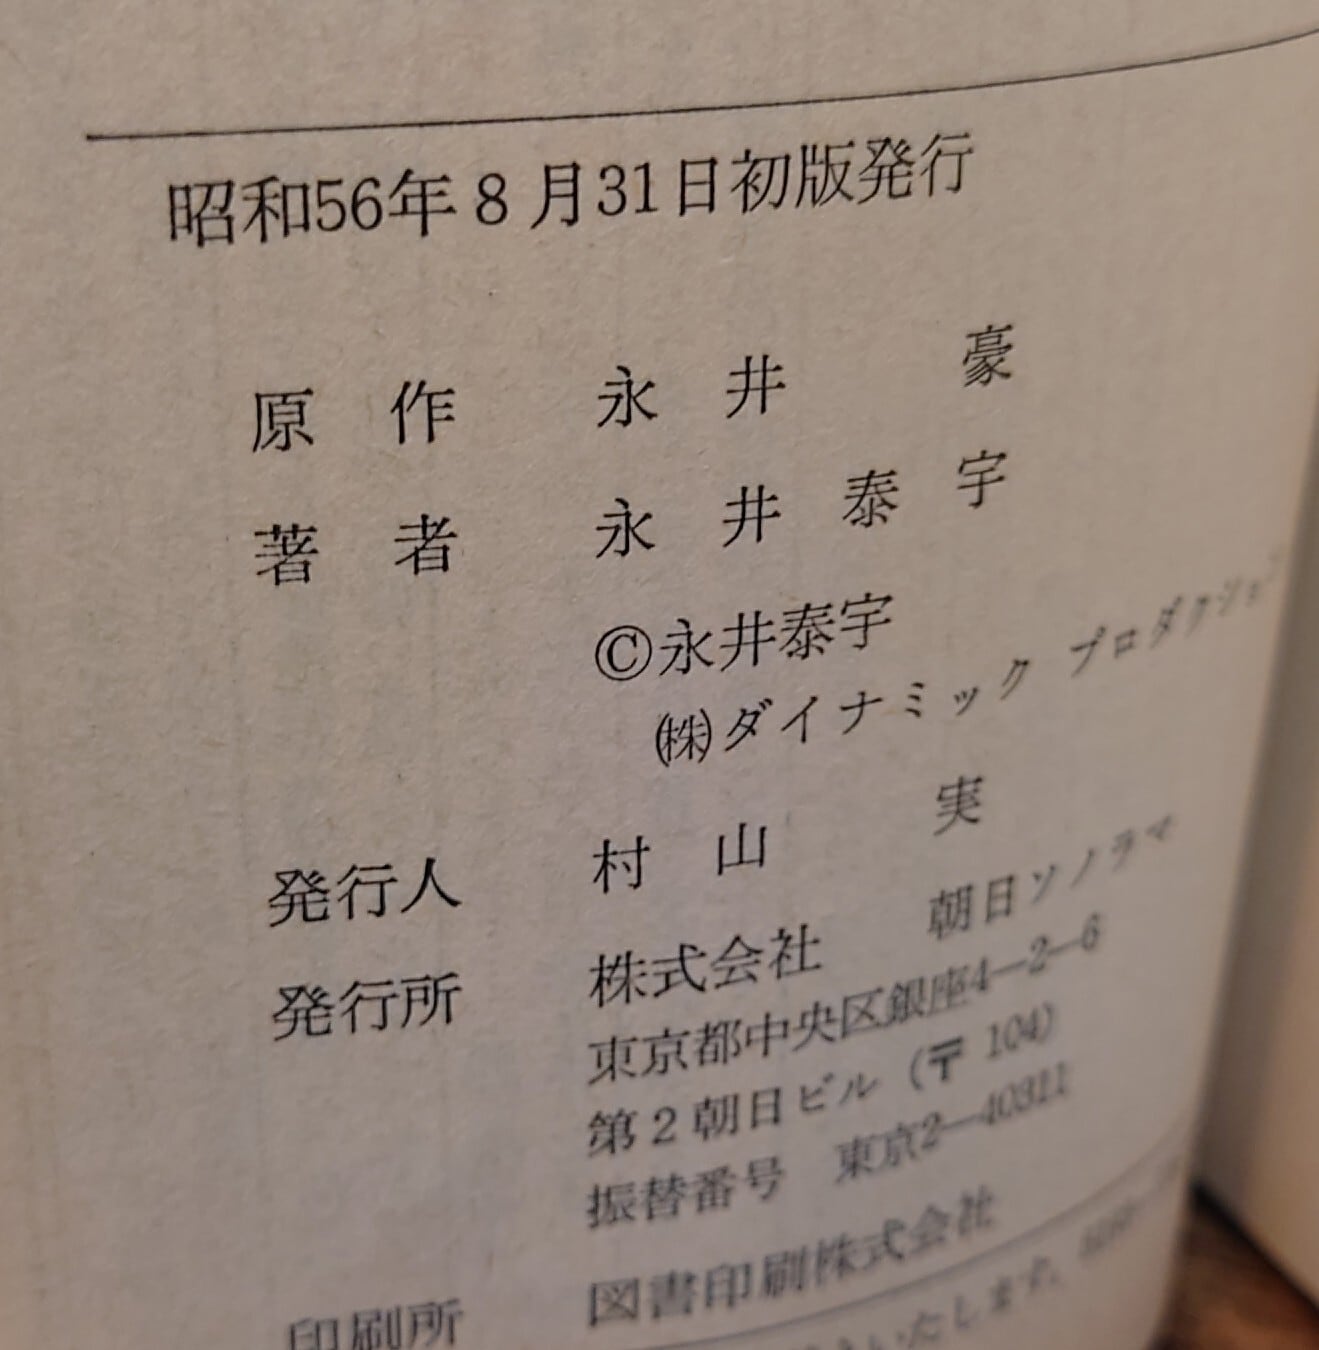 昭和56年8月31日初版発行
原作 永井 豪
著者 永井泰宇
©永井泰宇
㈱ダイナミック プロダクション
発行人 村山 実
発行所 株式会社 朝日ソノラマ
東京都中央区銀座4―2―6
第2朝日ビル (〒104)
振替番号 東京2―40311
印刷所 図書印刷株式会社
いたします。